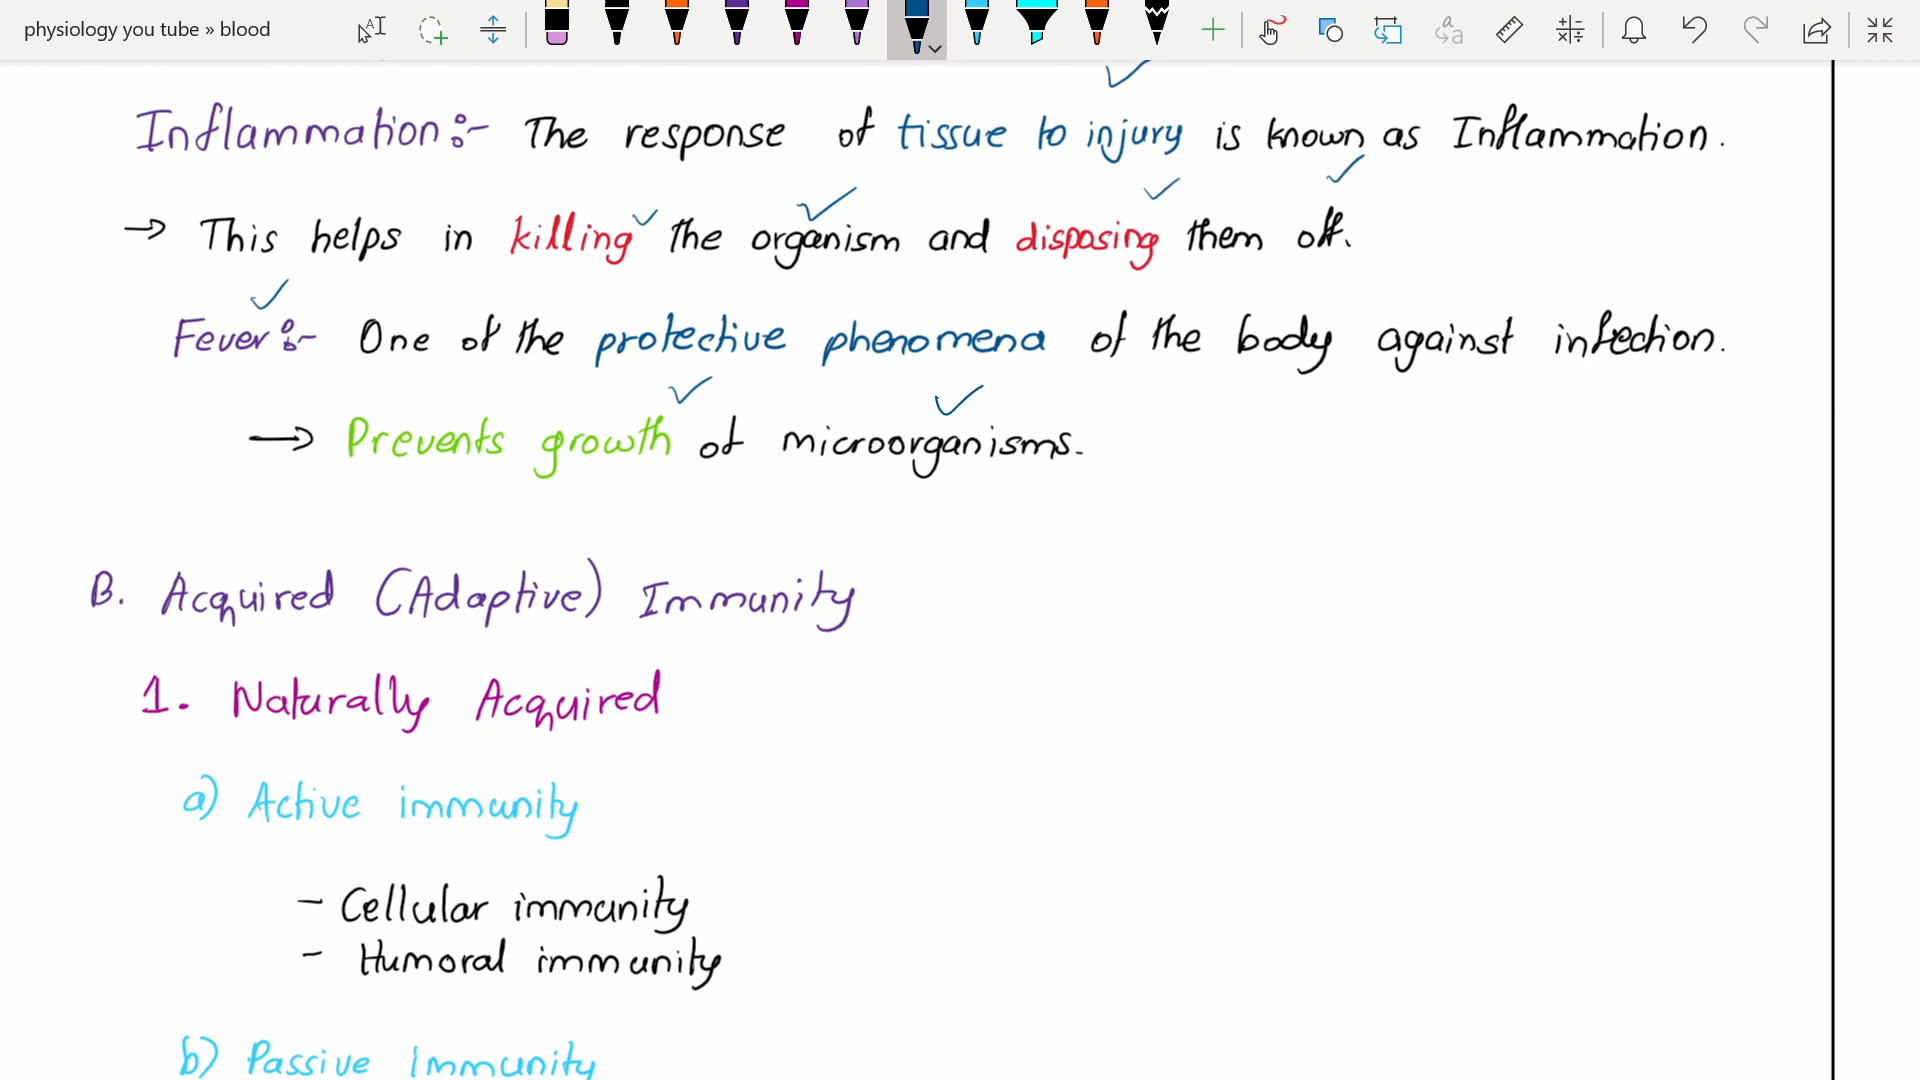 physiology you tube » blood
Inflammation:- The response of tissue to injury is known as Inflammation.
→ This helps in killing the organism and disposing them off.
Fever:- One of the protective phenomena of the body against infection.
→ Prevents growth of microorganisms.
B. Acquired (Adaptive) Immunity
1. Naturally Acquired
a) Active immunity
- Cellular immunity
- Humoral immunity
b) Passive immunity